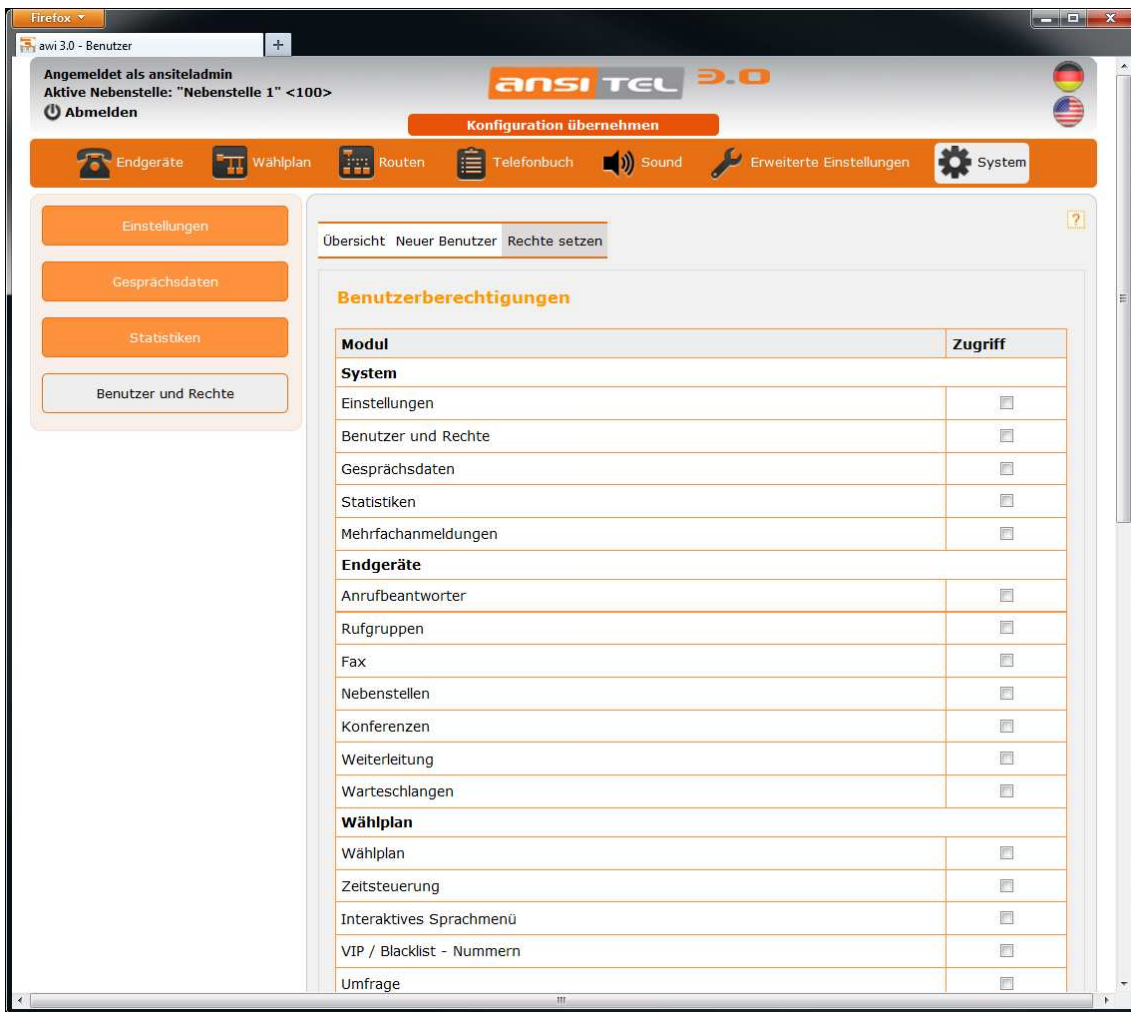 Firefox
awi 3.0 - Benutzer
+
Angemeldet als ansiteladmin
Aktive Nebenstelle: "Nebenstelle 1" <100>
Abmelden
ansi TEL 3.0
Konfiguration übernehmen
Endgeräte Wählplan Routen Telefonbuch Sound Erweiterte Einstellungen System
Einstellungen
Gesprächsdaten
Statistiken
Benutzer und Rechte
?
Übersicht Neuer Benutzer Rechte setzen
Benutzerberechtigungen
Modul Zugriff
System
Einstellungen
Benutzer und Rechte
Gesprächsdaten
Statistiken
Mehrfachanmeldungen
Endgeräte
Anrufbeantworter
Rufgruppen
Fax
Nebenstellen
Konferenzen
Weiterleitung
Warteschlangen
Wählplan
Wählplan
Zeitsteuerung
Interaktives Sprachmenü
VIP / Blacklist - Nummern
Umfrage